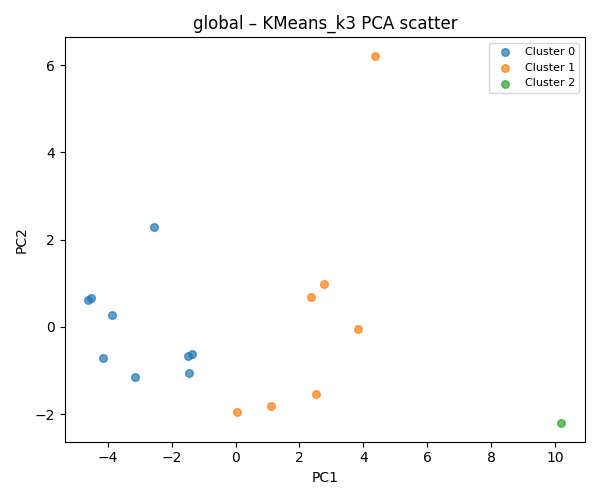 global – KMeans_k3 PCA scatter
Cluster 0
Cluster 1
Cluster 2
6
4
2
0
−2
PC2
−4
−2
0
2
4
6
8
10
PC1